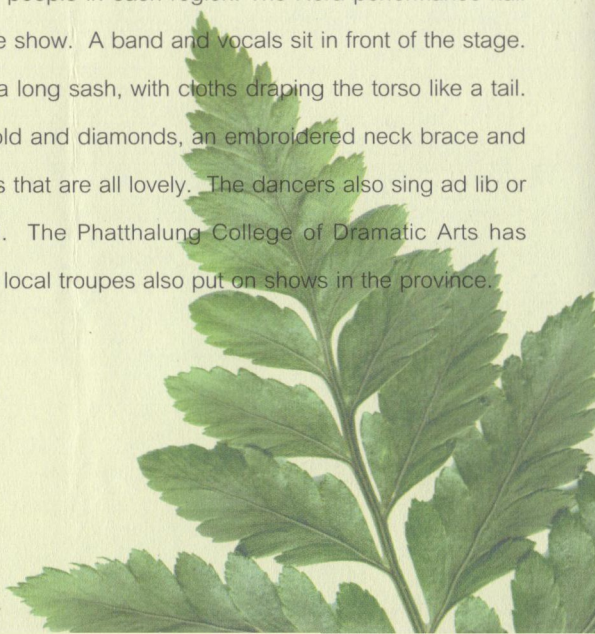 e show. A band and vocals sit in front of the stage.
a long sash, with cloths draping the torso like a tail.
old and diamonds, an embroidered neck brace and
s that are all lovely. The dancers also sing ad lib or
. The Phatthalung College of Dramatic Arts has
local troupes also put on shows in the province.